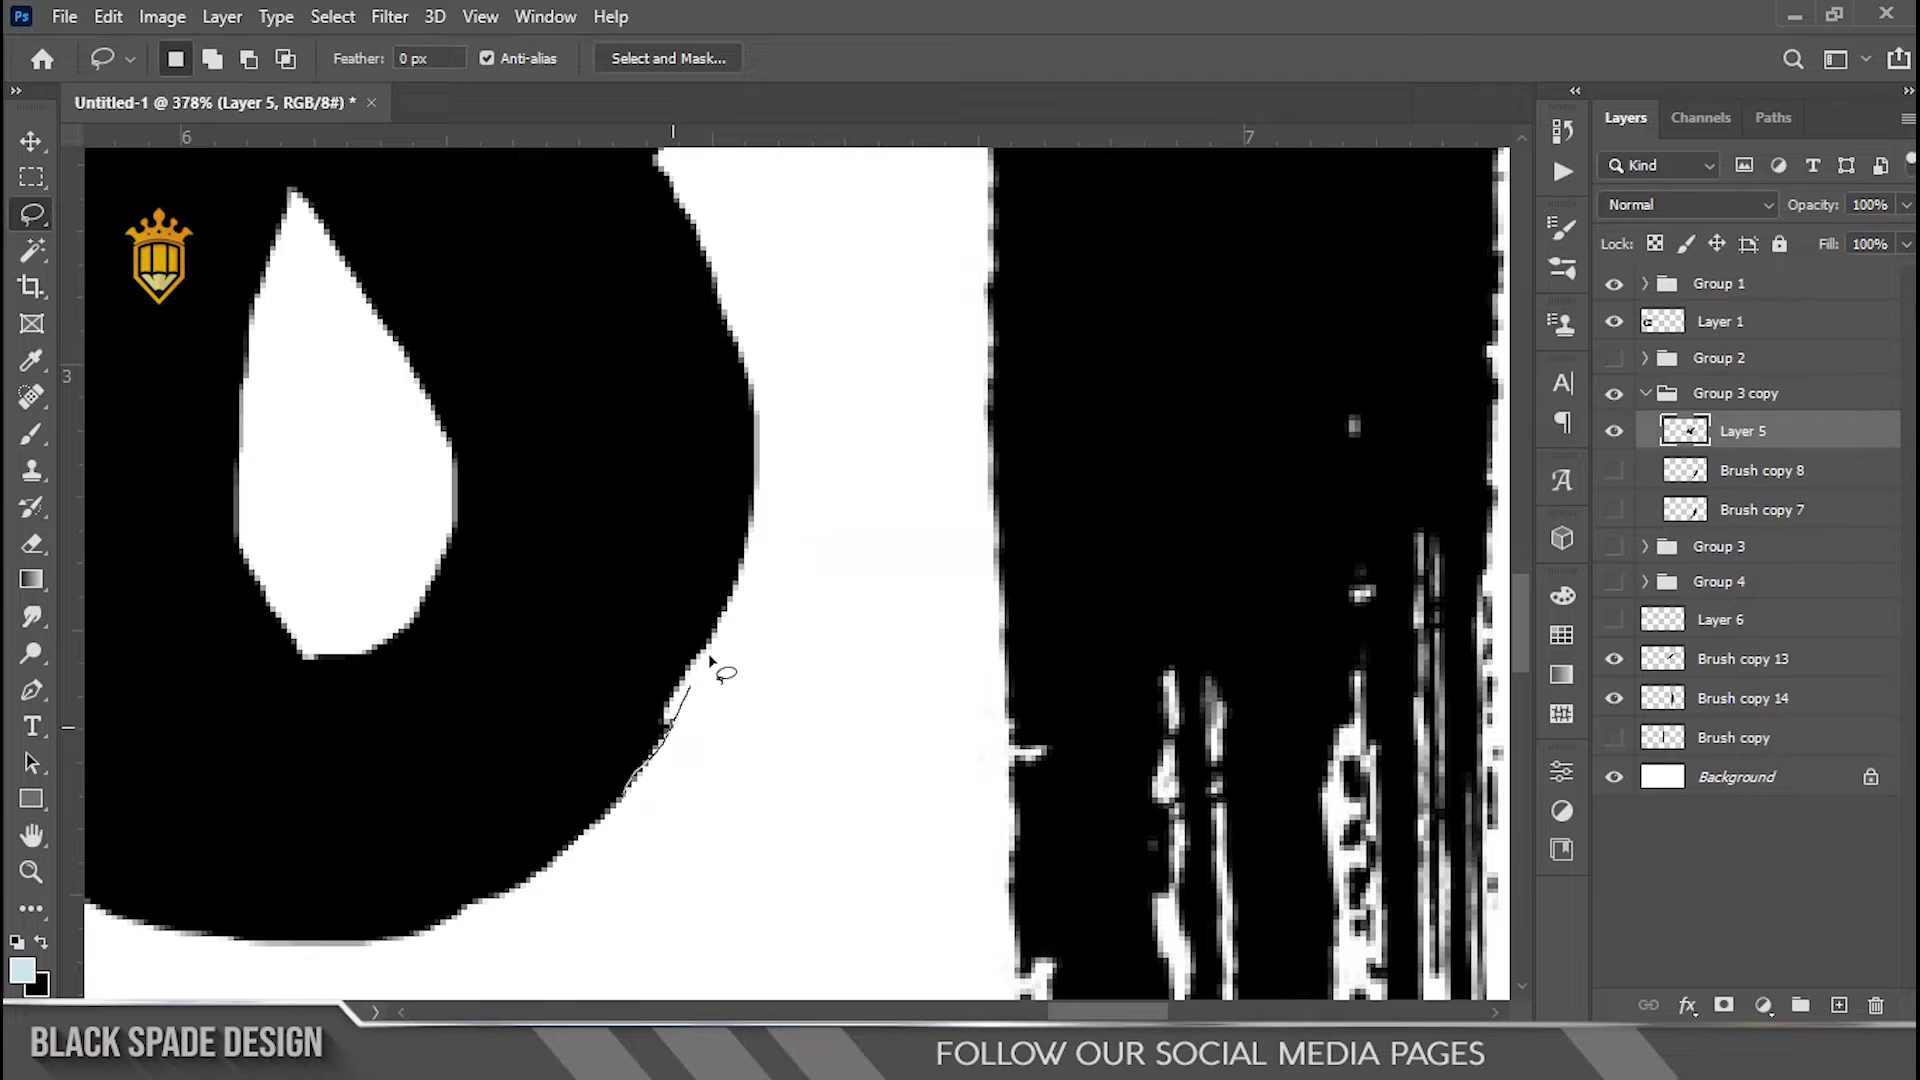 Ps File Edit Image Layer Type Select Filter 3D View Window Help
Feather: 0 px Anti-alias Select and Mask...
Untitled-1 @ 378% (Layer 5, RGB/8#) *
6 7
3
Layers Channels Paths
Kind
Normal Opacity: 100%
Lock: Fill: 100%
Group 1
Layer 1
Group 2
Group 3 copy
Layer 5
Brush copy 8
Brush copy 7
Group 3
Group 4
Layer 6
Brush copy 13
Brush copy 14
Brush copy
Background
BLACK SPADE DESIGN
FOLLOW OUR SOCIAL MEDIA PAGES